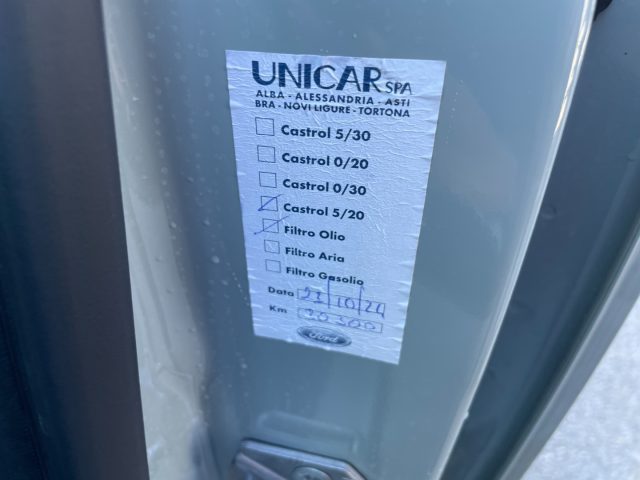 UNICAR SPA
ALBA - ALESSANDRIA - ASTI
BRA - NOVI LIGURE - TORTONA
Castrol 5/30
Castrol 0/20
Castrol 0/30
Castrol 5/20
Filtro Olio
Filtro Aria
Filtro Gasolio
Data /10/24
Km 20300
Ford